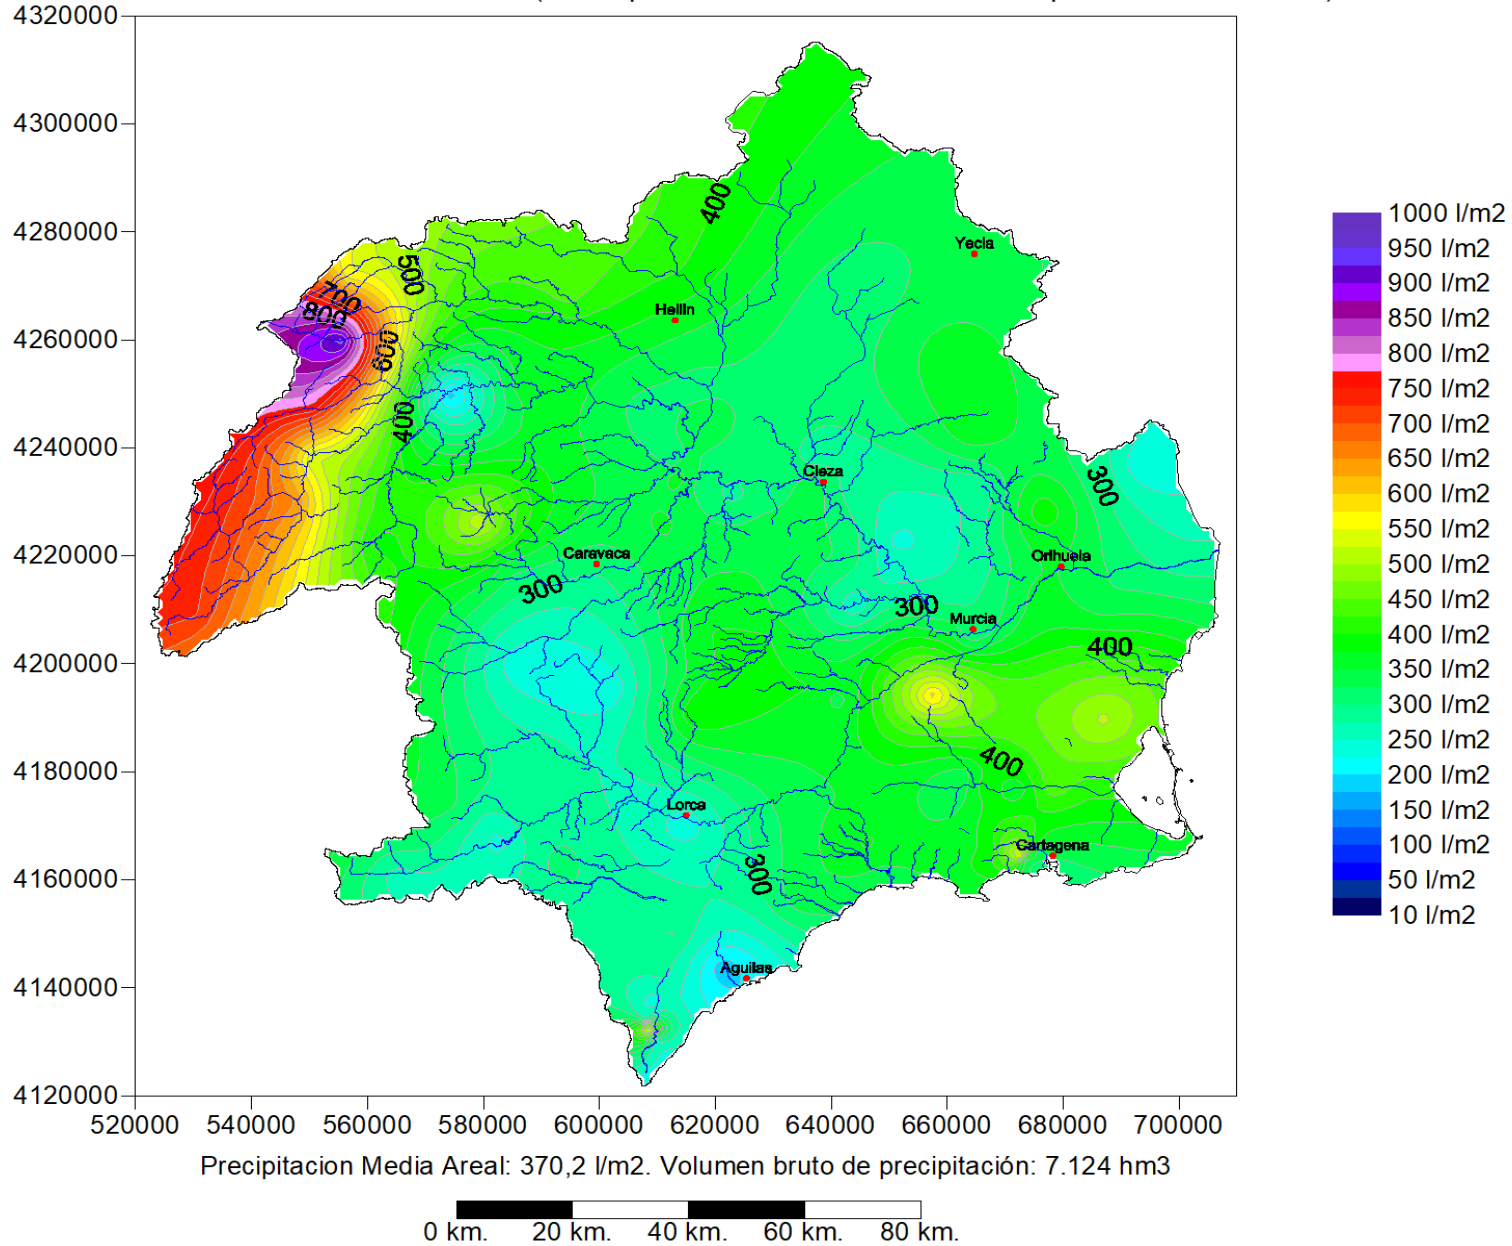 4320000
4300000
4280000
4260000
4240000
4220000
4200000
4180000
4160000
4140000
4120000
520000 540000 560000 580000 600000 620000 640000 660000 680000 700000
400
Yecla
500
700
800
600
Hellin
400
Cieza
300
Caravaca
Orihuela
300
300
Murcia
400
400
Lorca
Cartagena
300
Aguilas
1000 l/m2
950 l/m2
900 l/m2
850 l/m2
800 l/m2
750 l/m2
700 l/m2
650 l/m2
600 l/m2
550 l/m2
500 l/m2
450 l/m2
400 l/m2
350 l/m2
300 l/m2
250 l/m2
200 l/m2
150 l/m2
100 l/m2
50 l/m2
10 l/m2
Precipitacion Media Areal: 370,2 l/m2. Volumen bruto de precipitación: 7.124 hm3
0 km. 20 km. 40 km. 60 km. 80 km.